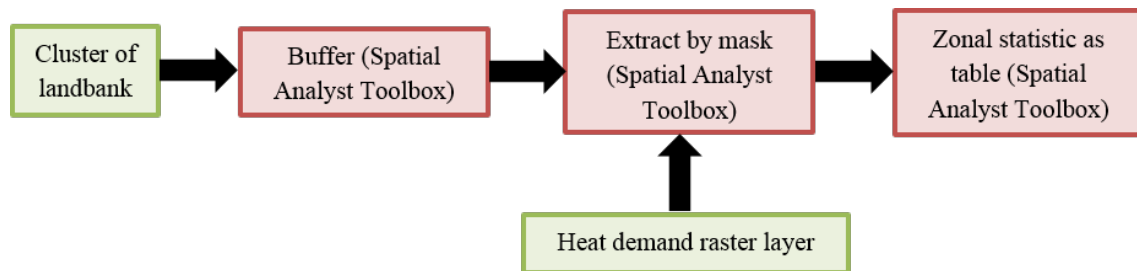 Cluster of
landbank
Buffer (Spatial
Analyst Toolbox)
Extract by mask
(Spatial Analyst
Toolbox)
Zonal statistic as
table (Spatial
Analyst Toolbox)
Heat demand raster layer